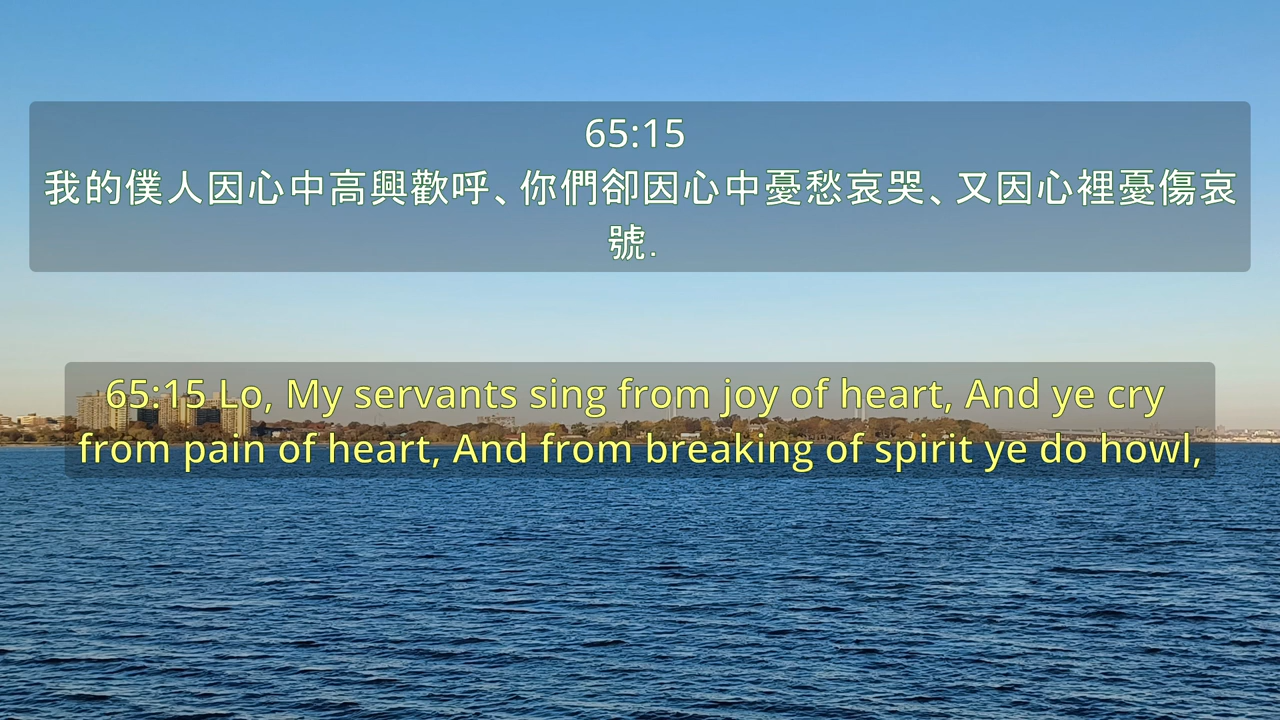 65:15
我的僕人因心中高興歡呼、你們卻因心中憂愁哀哭、又因心裡憂傷哀
號.
65:15 Lo, My servants sing from joy of heart, And ye cry
from pain of heart, And from breaking of spirit ye do howl,